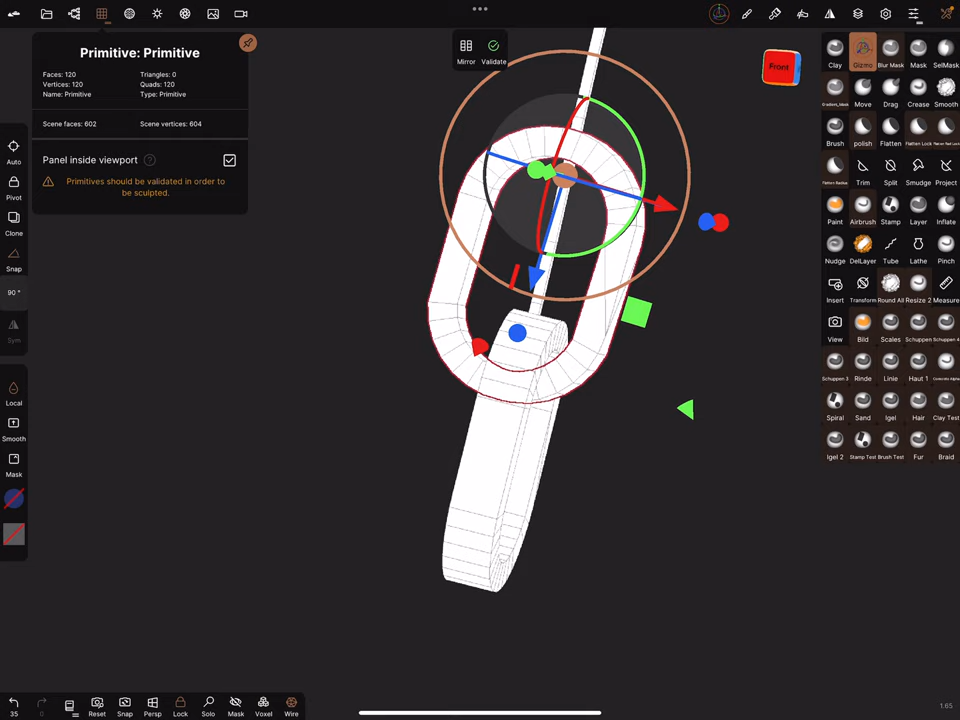 Primitive: Primitive
Faces: 120
Triangles: 0
Vertices: 120
Quads: 120
Name: Primitive
Type: Primitive
Scene faces: 602
Scene vertices: 604
Panel inside viewport ?
Primitives should be validated in order to
be sculpted.
Mirror
Validate
Front
Auto
Pivot
Clone
Snap
90 °
Sym
Local
Smooth
Mask
Clay
Gizmo
Blur Mask
Mask
SelMask
Gradient_Mask
Move
Drag
Crease
Smooth
Brush
polish
Flatten
Flatten Lock
Flatten Radius
Trim
Split
Smudge
Project
Paint
Airbrush
Stamp
Layer
Inflate
Nudge
DelLayer
Tube
Lathe
Pinch
Insert
Transform
Round All
Resize 2
Measure
View
Bild
Scales
Schuppen
Schuppen 4
Schuppen 3
Rinde
Linie
Haut 1
Spiral
Sand
Igel
Hair
Clay Test
Igel 2
Stamp Test
Brush Test
Fur
Braid
35
0
Reset
Snap
Persp
Lock
Solo
Mask
Voxel
Wire
1.65